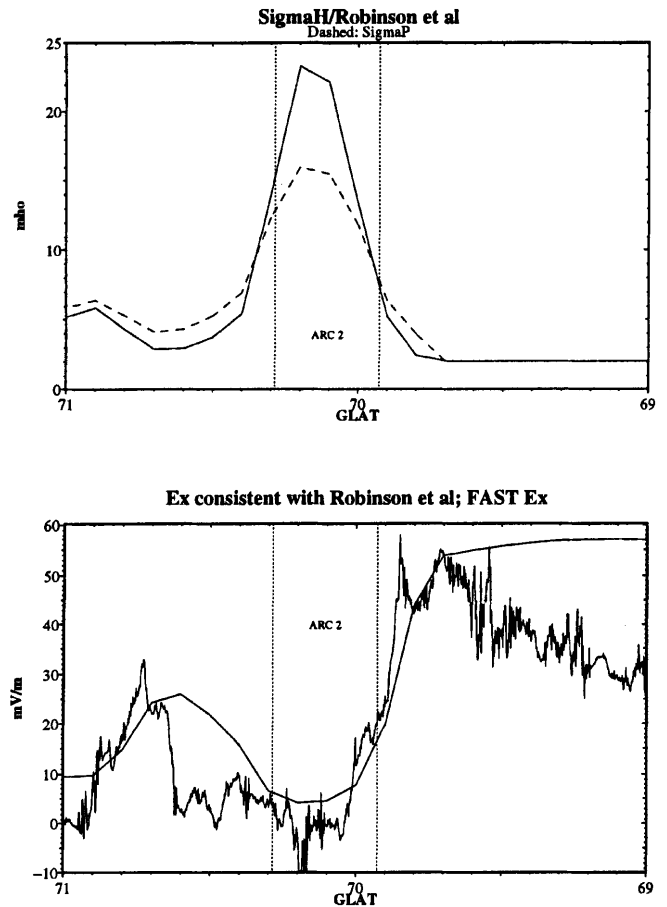 SigmaH/Robinson et al
Dashed: SigmaP
25
20
10
0
mho
ARC 2
71
70
69
GLAT
Ex consistent with Robinson et al; FAST Ex
60
50
40
30
20
10
0
-10
mV/m
ARC 2
71
70
69
GLAT